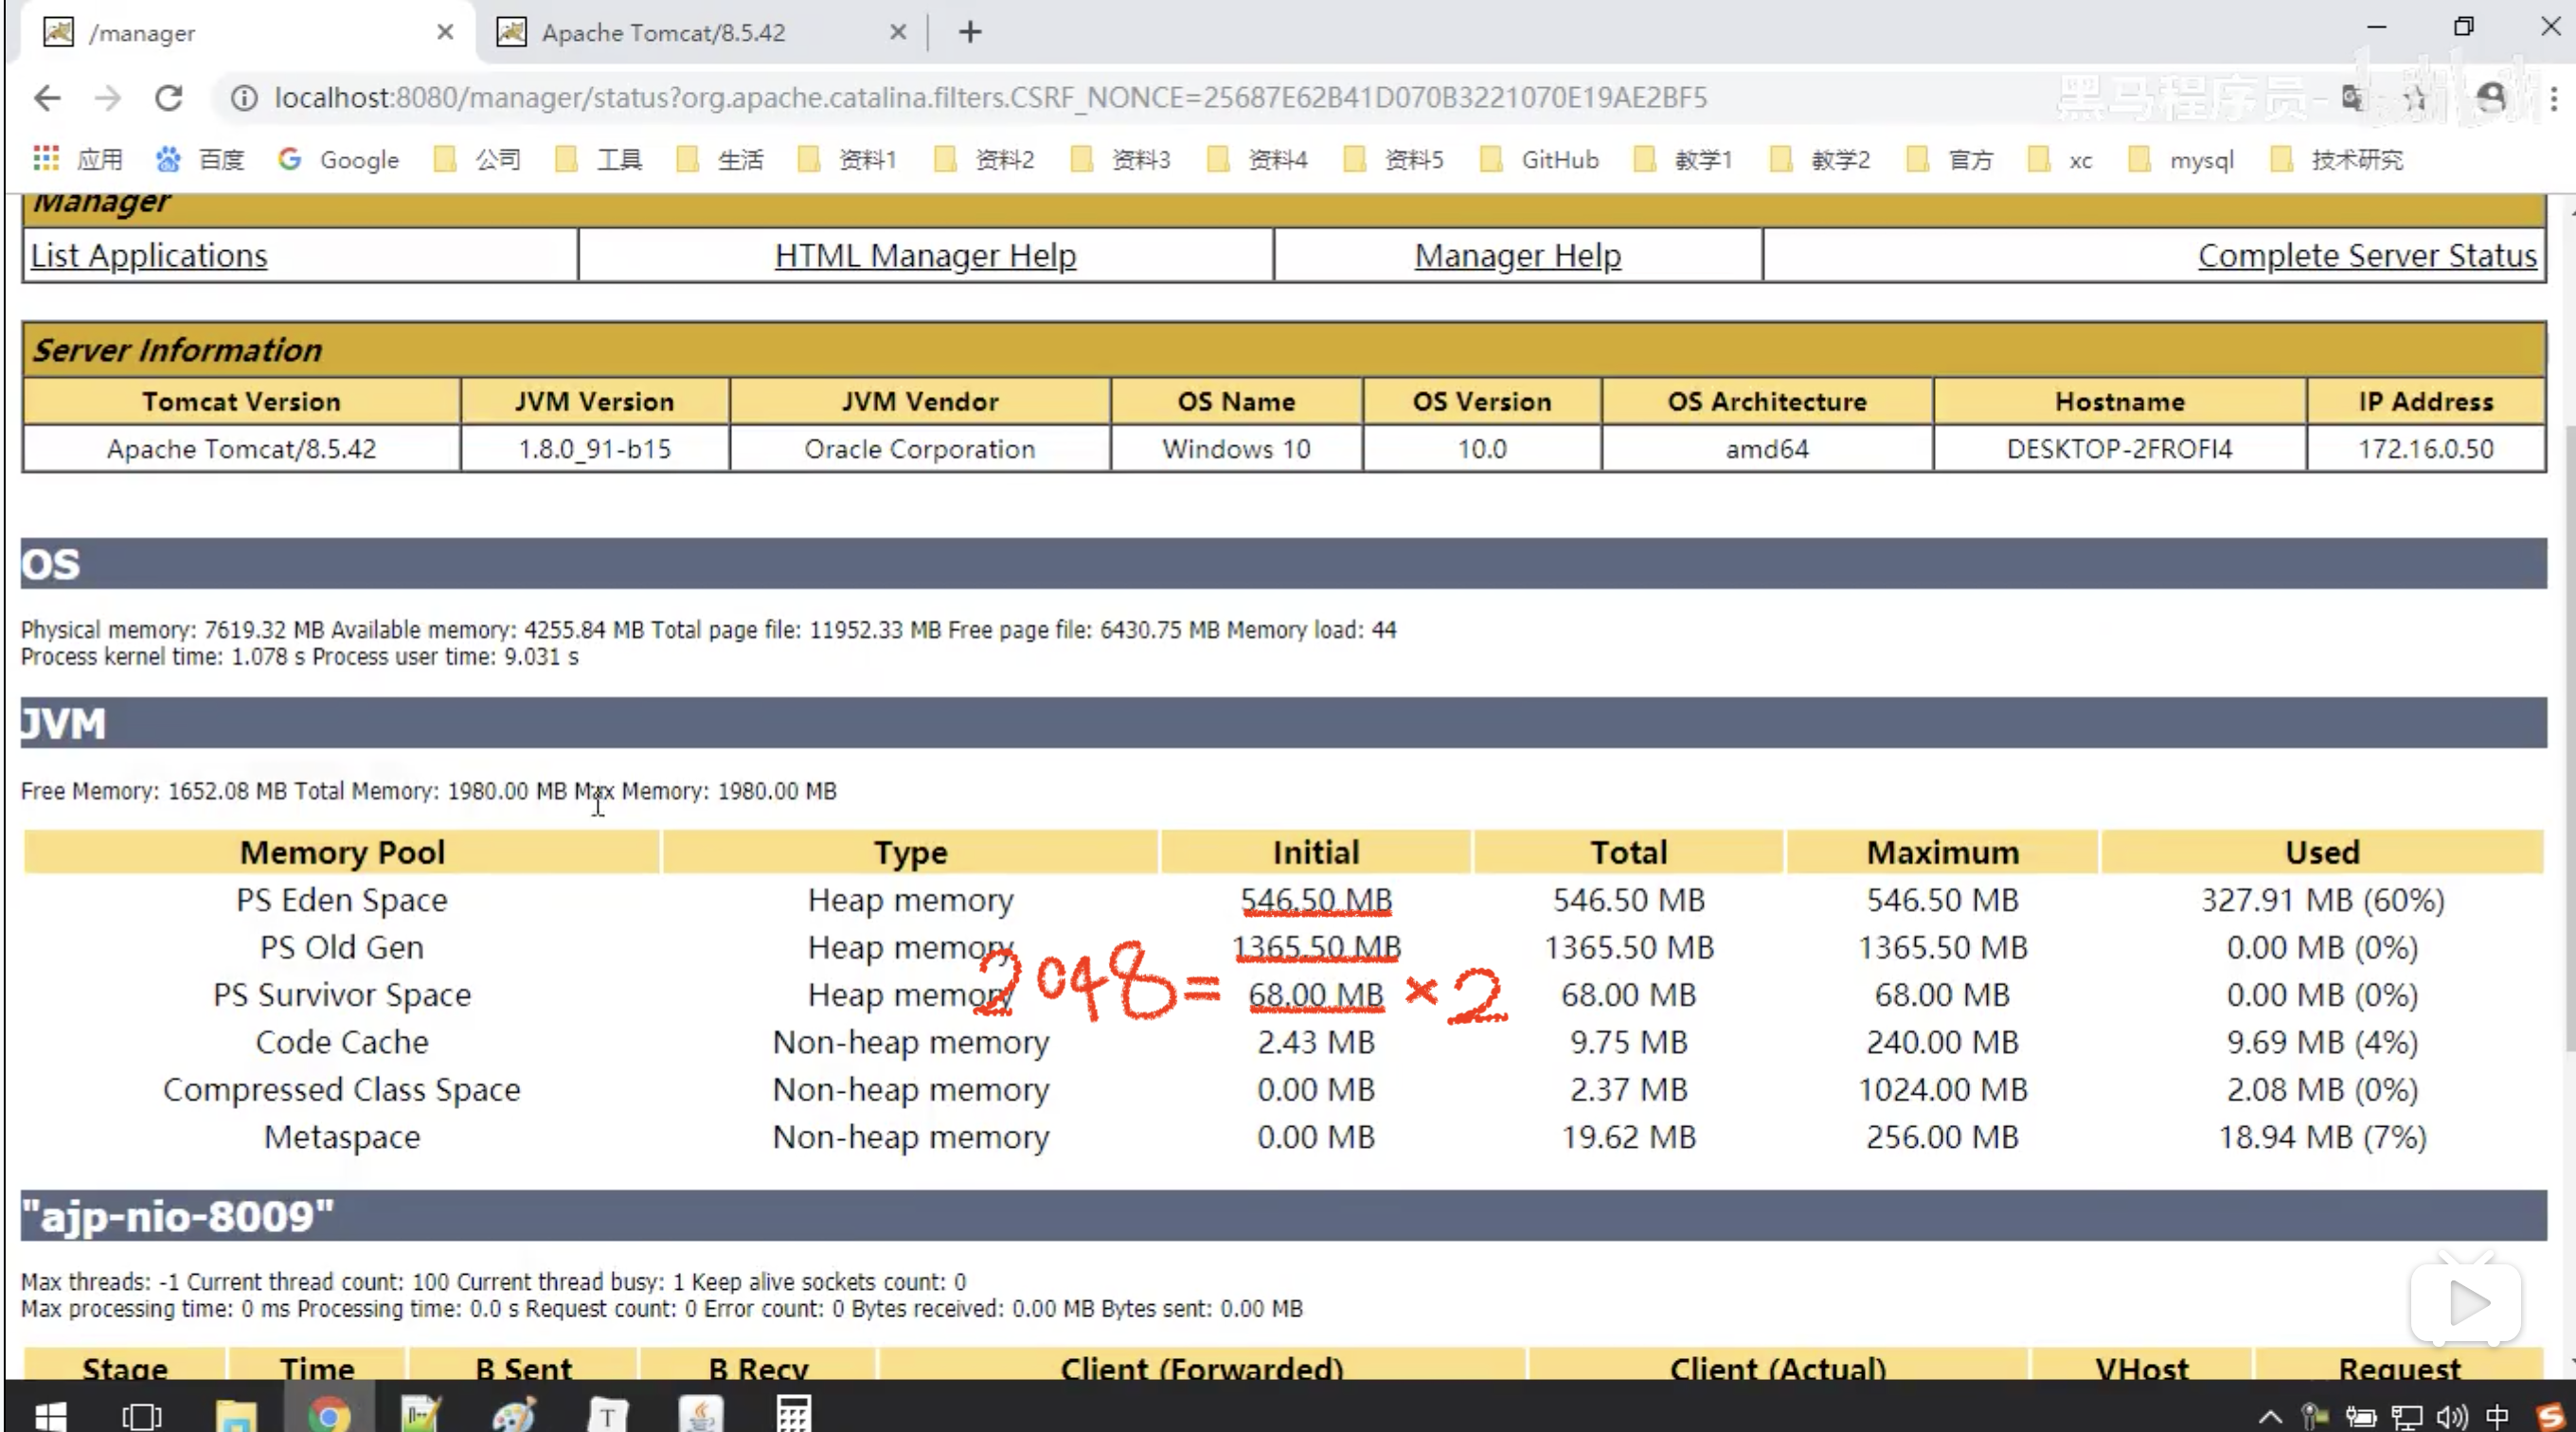 /manager
Apache Tomcat/8.5.42
localhost:8080/manager/status?org.apache.catalina.filters.CSRF_NONCE=25687E62B41D070B3221070E19AE2BF5
黑马程序员-
应用 百度 Google 公司 工具 生活 资料1 资料2 资料3 资料4 资料5 GitHub 教学1 教学2 官方 xc mysql 技术研究
Manager
List Applications HTML Manager Help Manager Help Complete Server Status
Server Information
Tomcat Version JVM Version JVM Vendor OS Name OS Version OS Architecture Hostname IP Address
Apache Tomcat/8.5.42 1.8.0_91-b15 Oracle Corporation Windows 10 10.0 amd64 DESKTOP-2FROFI4 172.16.0.50
OS
Physical memory: 7619.32 MB Available memory: 4255.84 MB Total page file: 11952.33 MB Free page file: 6430.75 MB Memory load: 44
Process kernel time: 1.078 s Process user time: 9.031 s
JVM
Free Memory: 1652.08 MB Total Memory: 1980.00 MB Max Memory: 1980.00 MB
Memory Pool Type Initial Total Maximum Used
PS Eden Space Heap memory 546.50 MB 546.50 MB 546.50 MB 327.91 MB (60%)
PS Old Gen Heap memory 1365.50 MB 1365.50 MB 1365.50 MB 0.00 MB (0%)
PS Survivor Space Heap memory 2048= 68.00 MB ×2 68.00 MB 68.00 MB 0.00 MB (0%)
Code Cache Non-heap memory 2.43 MB 9.75 MB 240.00 MB 9.69 MB (4%)
Compressed Class Space Non-heap memory 0.00 MB 2.37 MB 1024.00 MB 2.08 MB (0%)
Metaspace Non-heap memory 0.00 MB 19.62 MB 256.00 MB 18.94 MB (7%)
"ajp-nio-8009"
Max threads: -1 Current thread count: 100 Current thread busy: 1 Keep alive sockets count: 0
Max processing time: 0 ms Processing time: 0.0 s Request count: 0 Error count: 0 Bytes received: 0.00 MB Bytes sent: 0.00 MB
Stage Time B Sent B Recv Client (Forwarded) Client (Actual) VHost Request
中